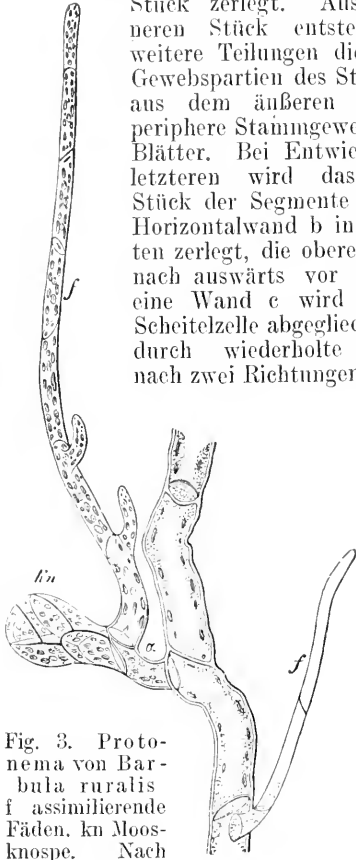 Stück zerlegt. Aus
neren Stück entste
weitere Teilungen di
Gewebspartien des St
aus dem äußeren
periphere Stammgewe
Blätter. Bei Entwic
letzteren wird das
Stück der Segmente
Horizontalwand b in
ten zerlegt, die obere
nach auswärts vor
eine Wand c wird
Scheitelzelle abgeglied
durch wiederholte
nach zwei Richtungen
f
kn
a
f
Fig. 3. Proto-
nema von Bar-
bula ruralis
f assimilierende
Fäden. kn Moos-
knospe. Nach